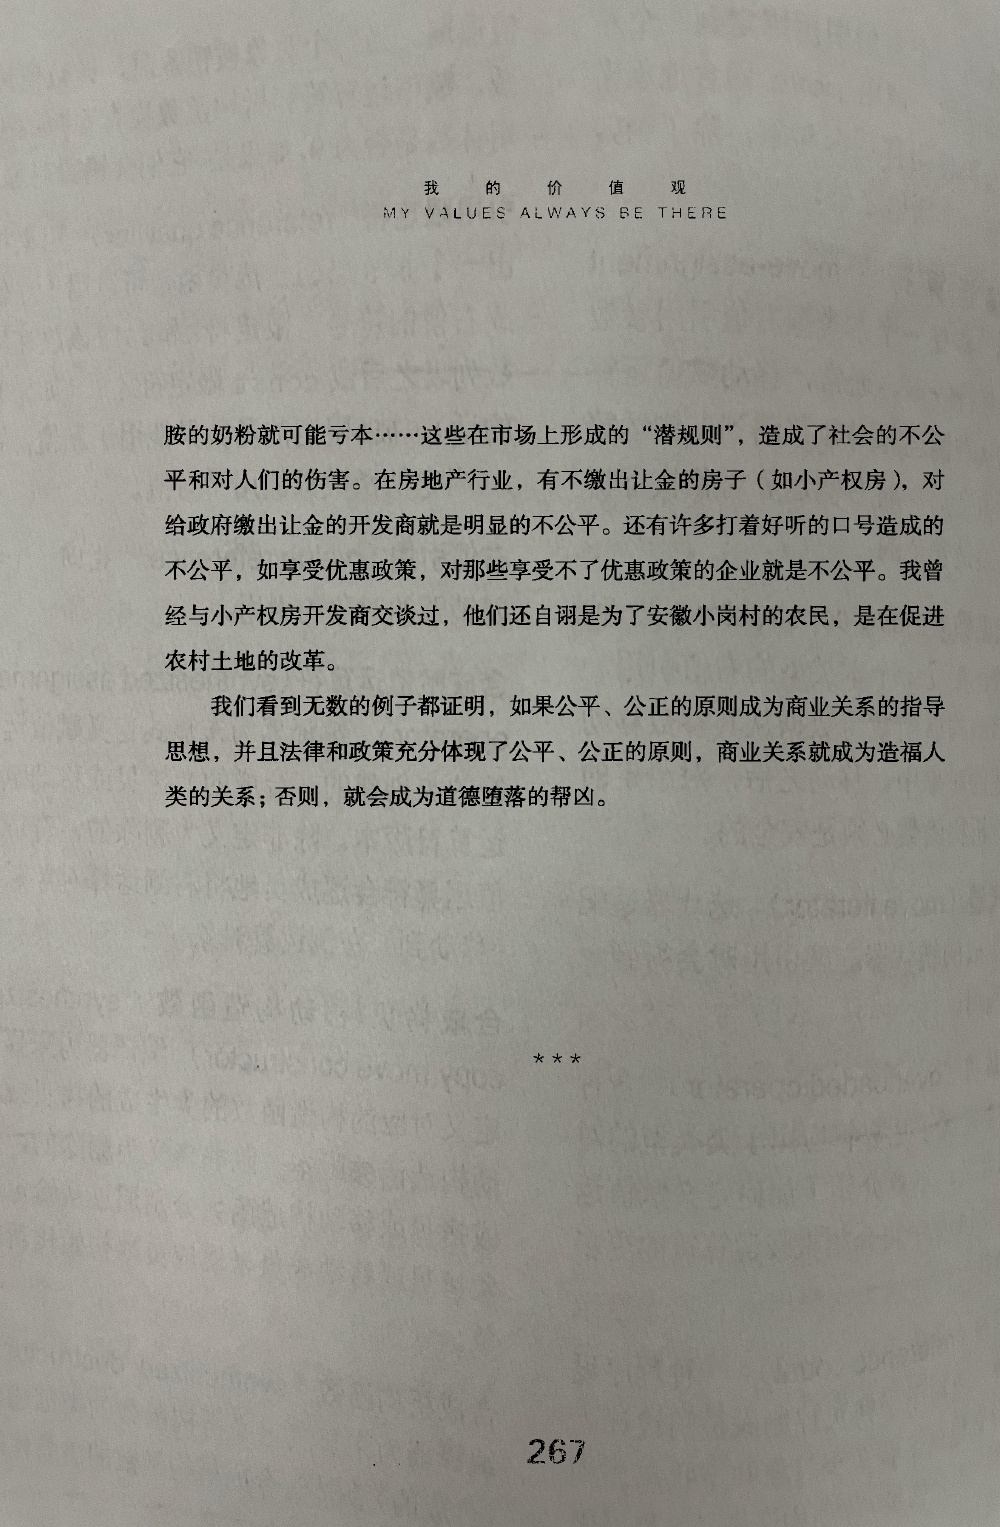 我的价值观
MY VALUES ALWAYS BE THERE
胺的奶粉就可能亏本……这些在市场上形成的“潜规则”，造成了社会的不公
平和对人们的伤害。在房地产行业，有不缴出让金的房子（如小产权房），对
给政府缴出让金的开发商就是明显的不公平。还有许多打着好听的口号造成的
不公平，如享受优惠政策，对那些享受不了优惠政策的企业就是不公平。我曾
经与小产权房开发商交谈过，他们还自诩是为了安徽小岗村的农民，是在促进
农村土地的改革。
我们看到无数的例子都证明，如果公平、公正的原则成为商业关系的指导
思想，并且法律和政策充分体现了公平、公正的原则，商业关系就成为造福人
类的关系；否则，就会成为道德堕落的帮凶。
***
267